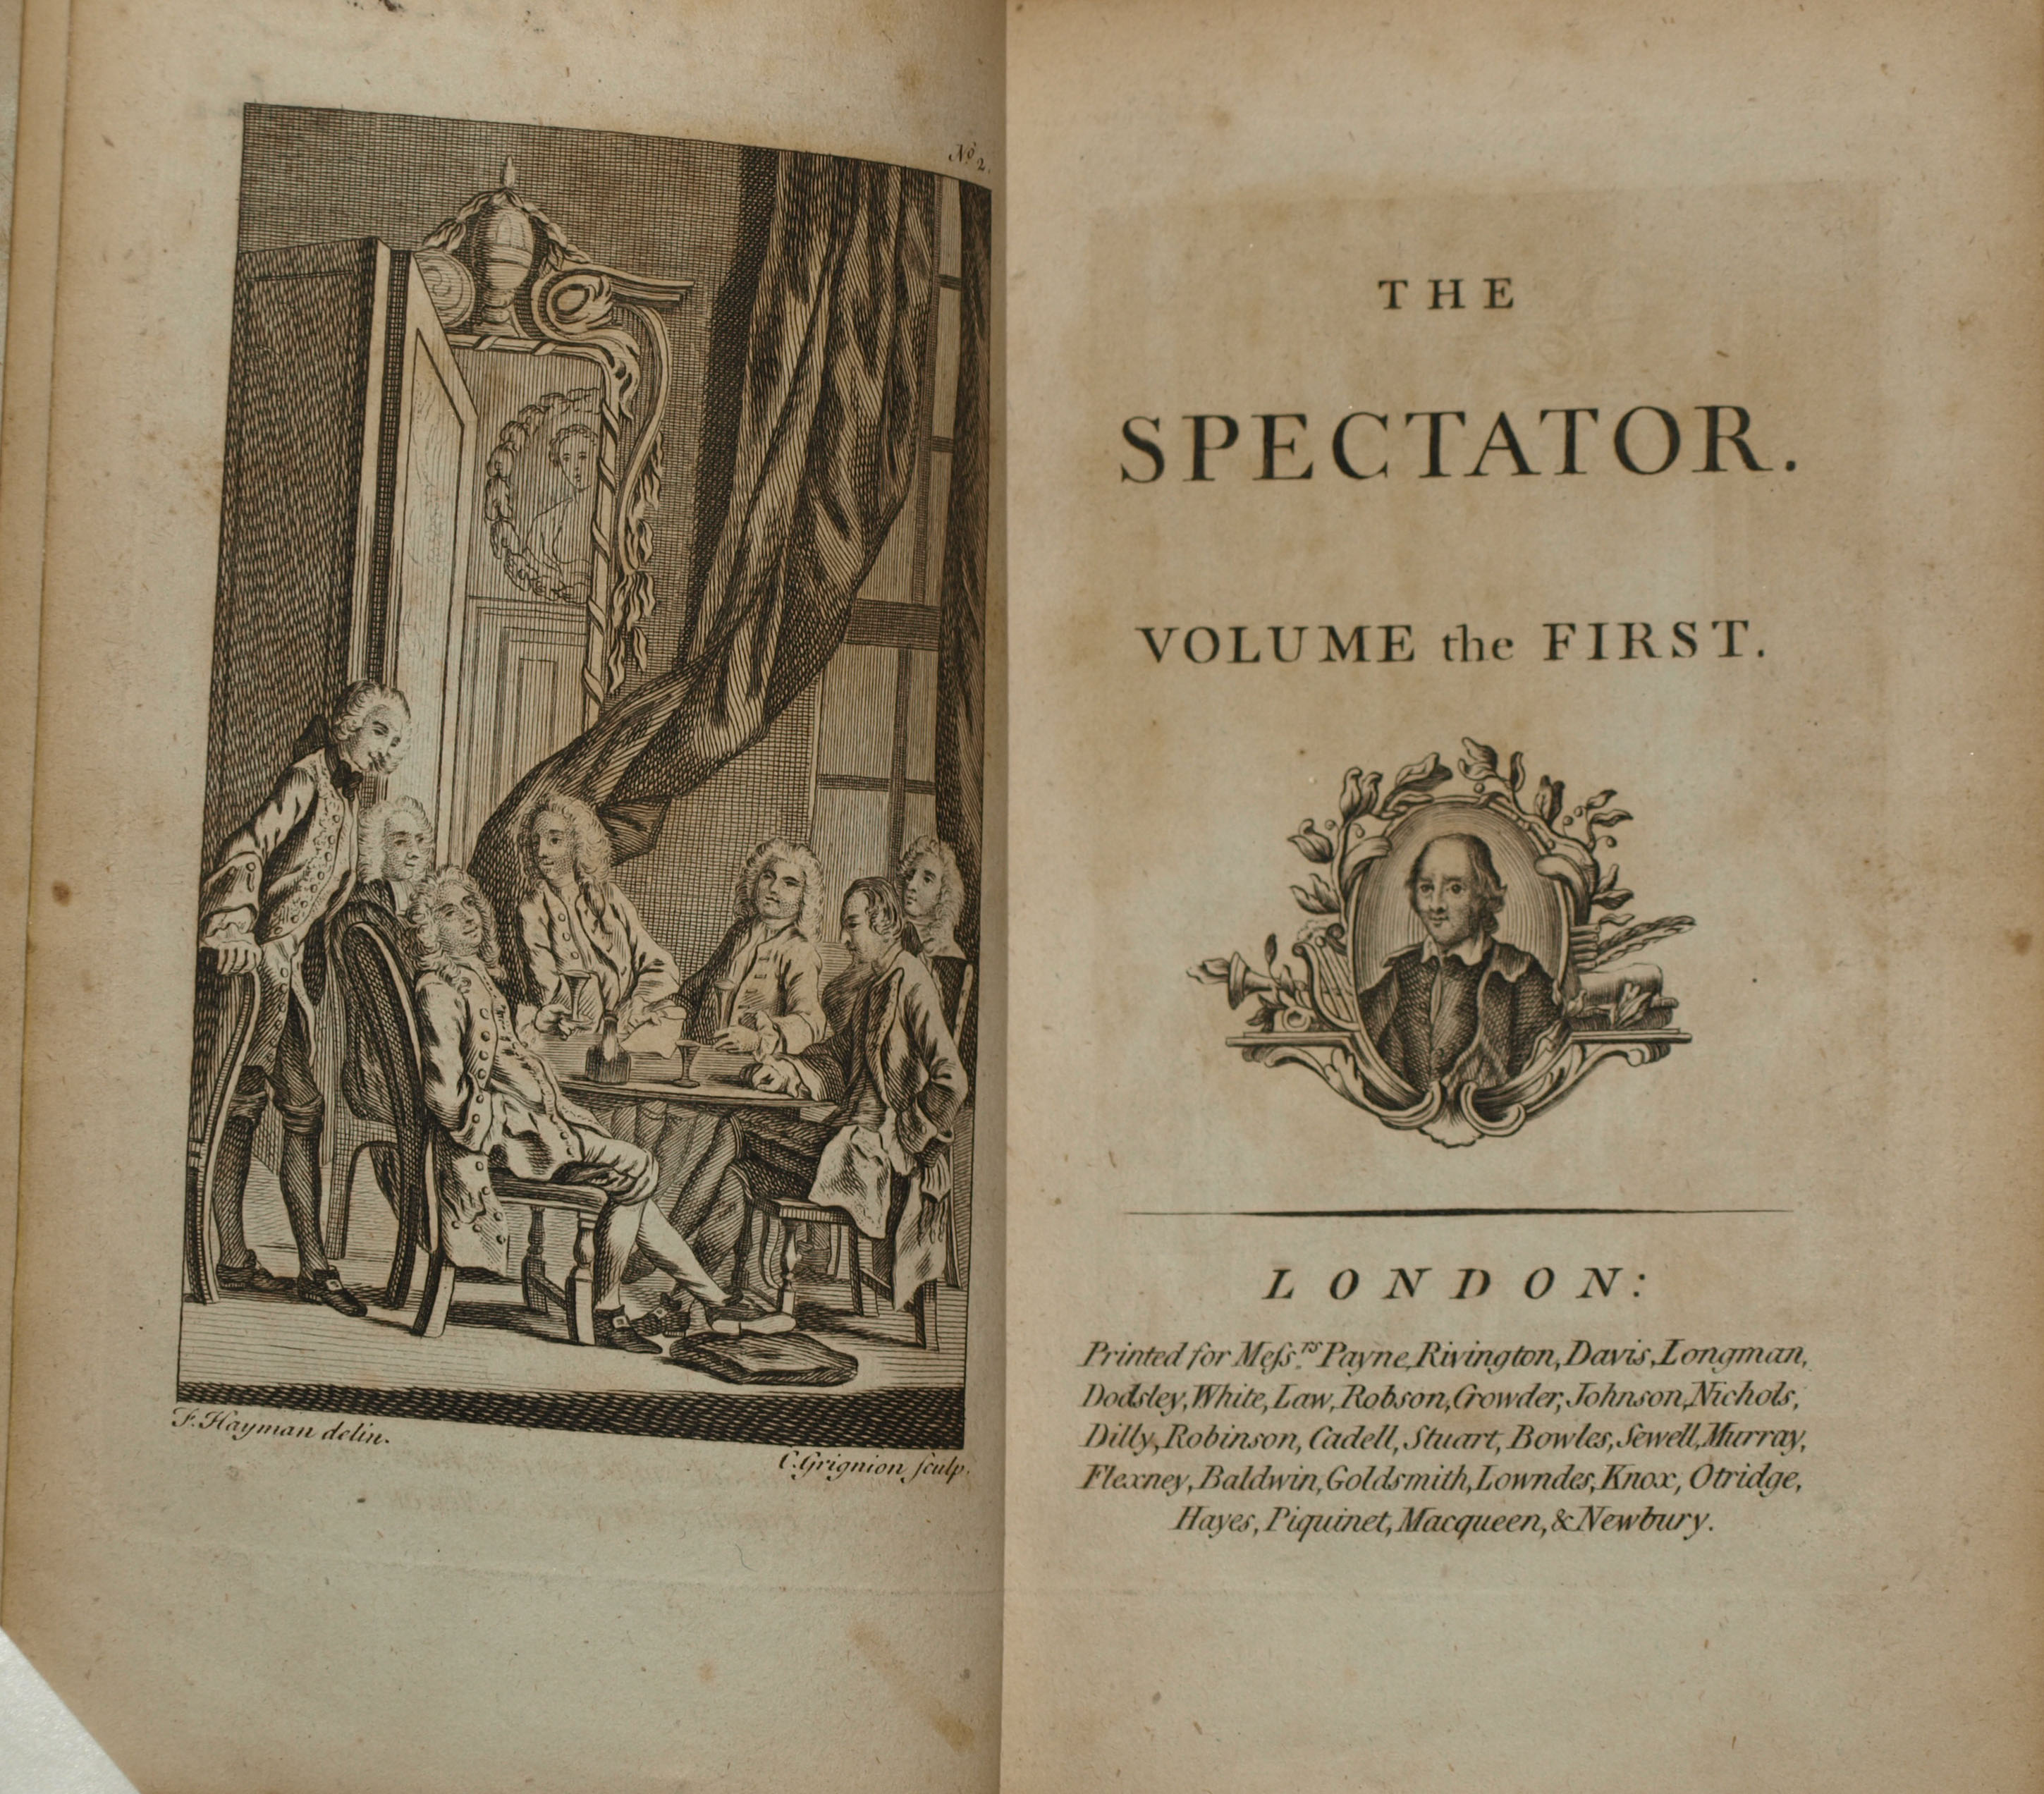 Nº 2.
F. Hayman delin.
C. Grignion ſculp.
THE
SPECTATOR.
VOLUME the FIRST.
LONDON:
Printed for Meſs.rs Payne, Rivington, Davis, Longman,
Dodsley, White, Law, Robson, Crowder, Johnson, Nichols,
Dilly, Robinson, Cadell, Stuart, Bowles, Sewell, Murray,
Flexney, Baldwin, Goldsmith, Lowndes, Knox, Otridge,
Hayes, Piquinet, Macqueen, & Newbury.